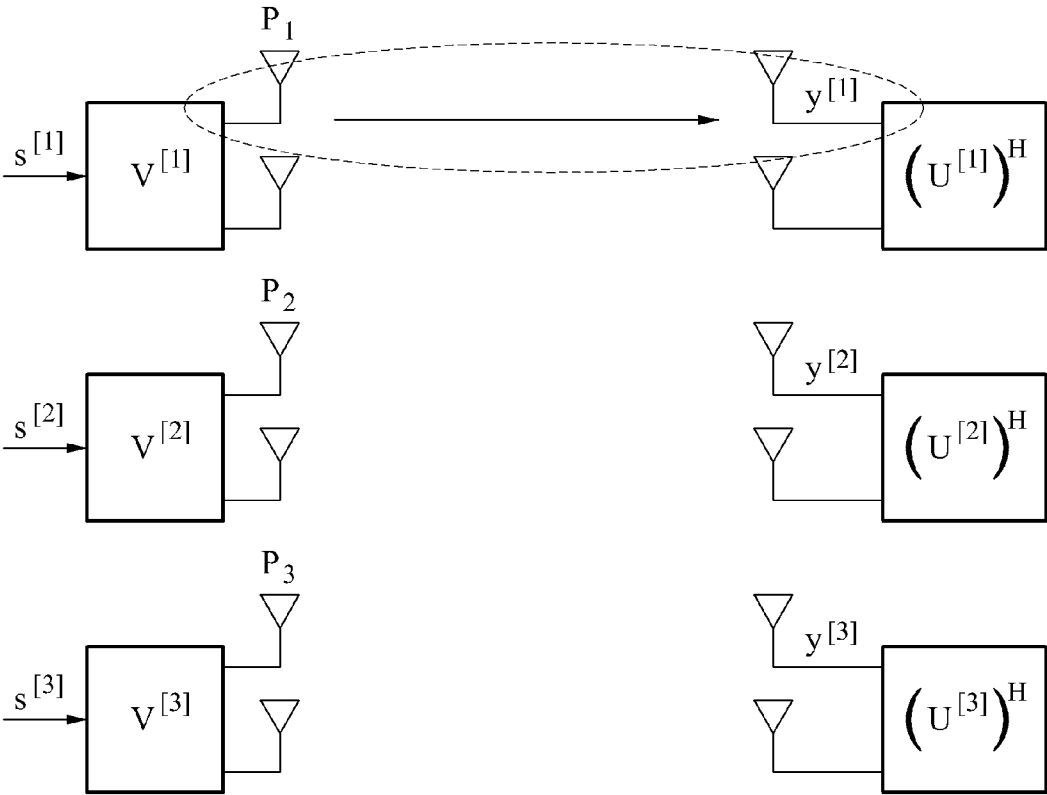 P₁
y[1]
s[1]
V[1]
(U[1])ᴴ
P₂
y[2]
s[2]
V[2]
(U[2])ᴴ
P₃
y[3]
s[3]
V[3]
(U[3])ᴴ